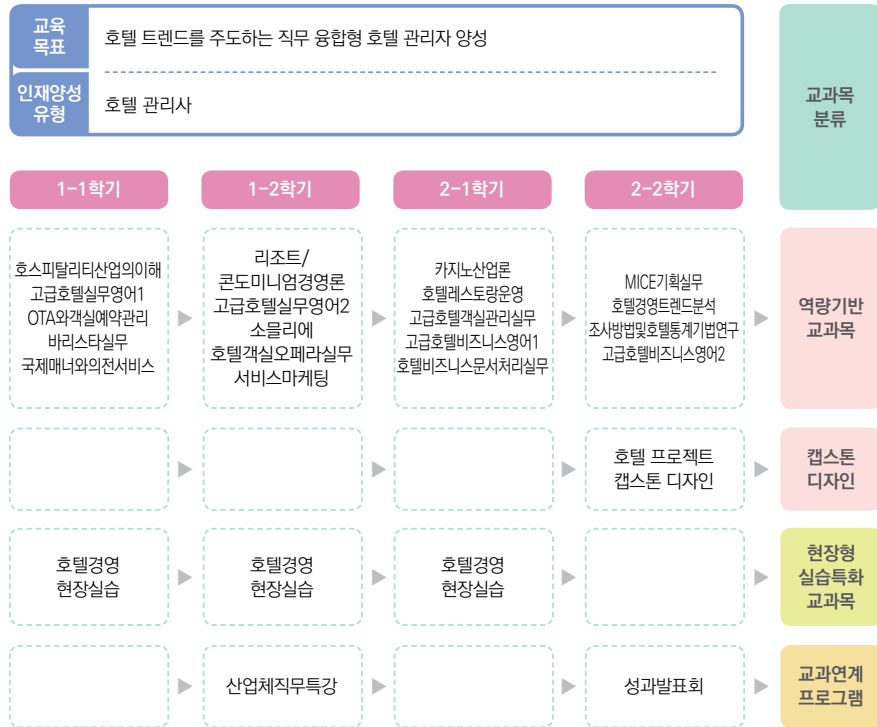 교육
목표
호텔 트렌드를 주도하는 직무 융합형 호텔 관리자 양성
인재양성
유형
호텔 관리사
교과목
분류
1-1학기
1-2학기
2-1학기
2-2학기
호스피탈리티산업의이해
고급호텔실무영어1
OTA와객실예약관리
바리스타실무
국제매너와의전서비스
리조트/
콘도미니엄경영론
고급호텔실무영어2
소믈리에
호텔객실오페라실무
서비스마케팅
카지노산업론
호텔레스토랑운영
고급호텔객실관리실무
고급호텔비즈니스영어1
호텔비즈니스문서처리실무
MICE기획실무
호텔경영트렌드분석
조사방법및호텔통계기법연구
고급호텔비즈니스영어2
역량기반
교과목
호텔 프로젝트
캡스톤 디자인
캡스톤
디자인
호텔경영
현장실습
호텔경영
현장실습
호텔경영
현장실습
현장형
실습특화
교과목
산업체직무특강
성과발표회
교과연계
프로그램